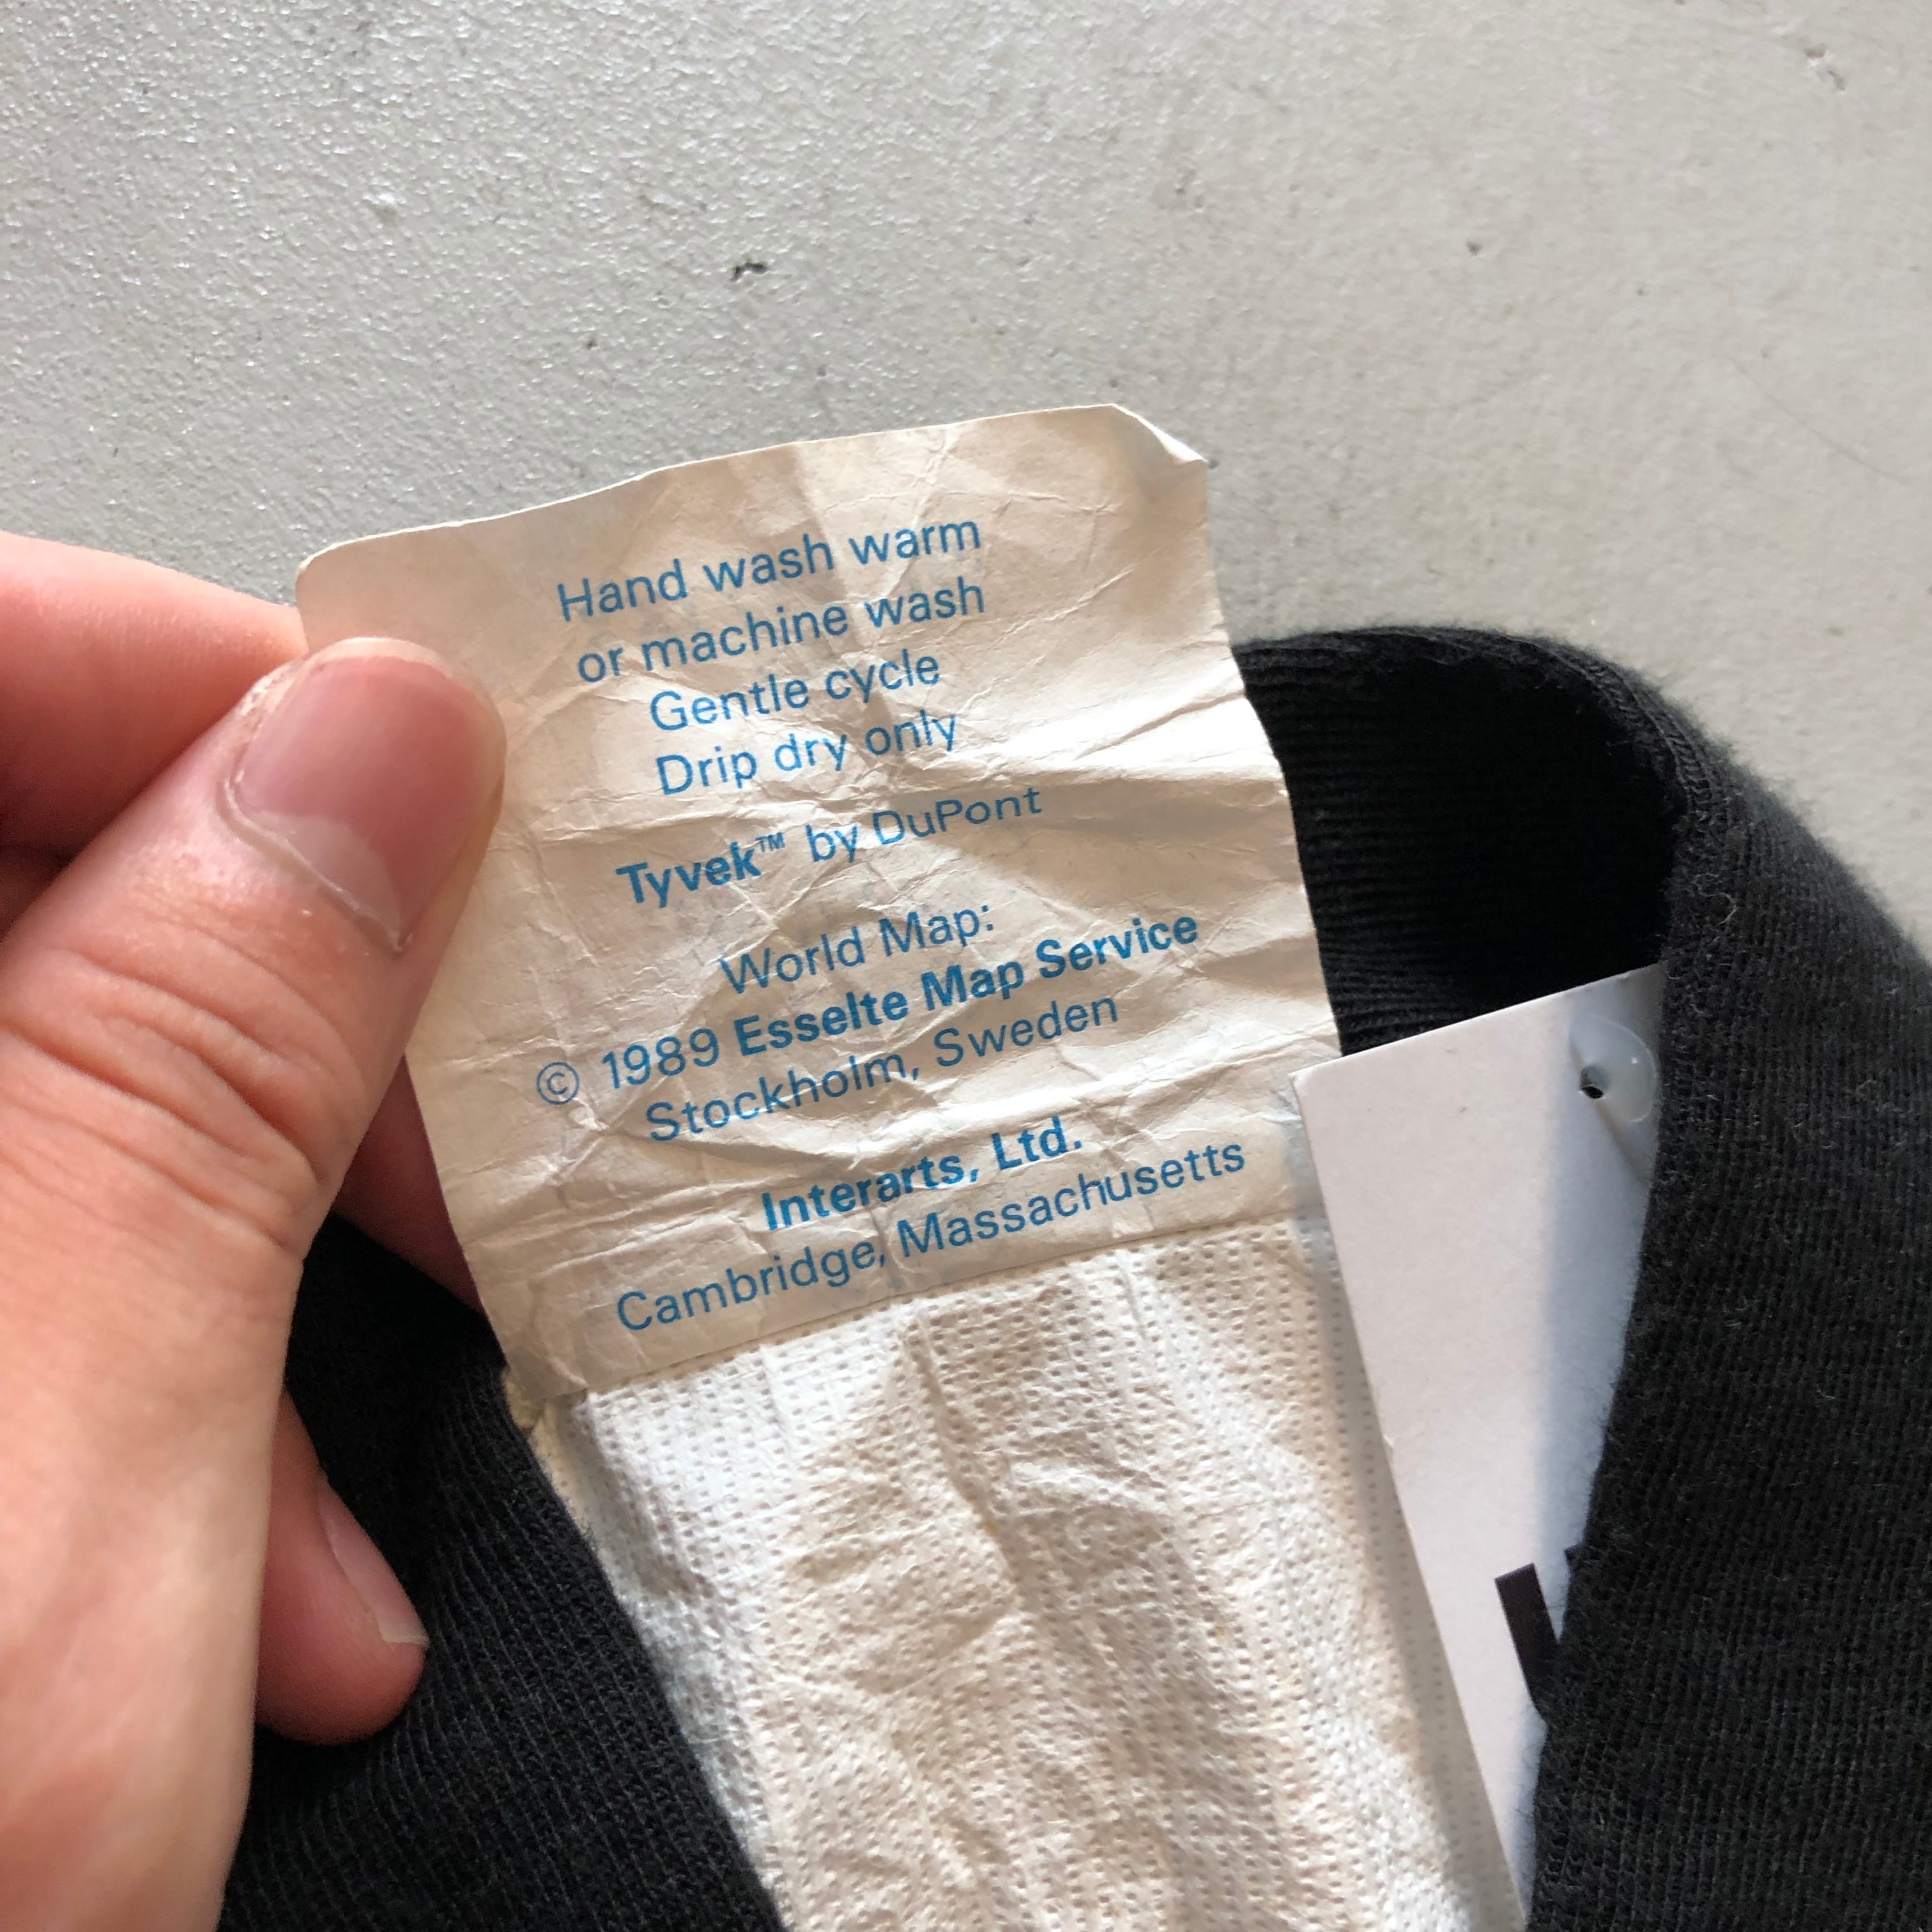 Hand wash warm
or machine wash
Gentle cycle
Drip dry only
Tyvek™ by DuPont
World Map:
© 1989 Esselte Map Service
Stockholm, Sweden
Interarts, Ltd.
Cambridge, Massachusetts